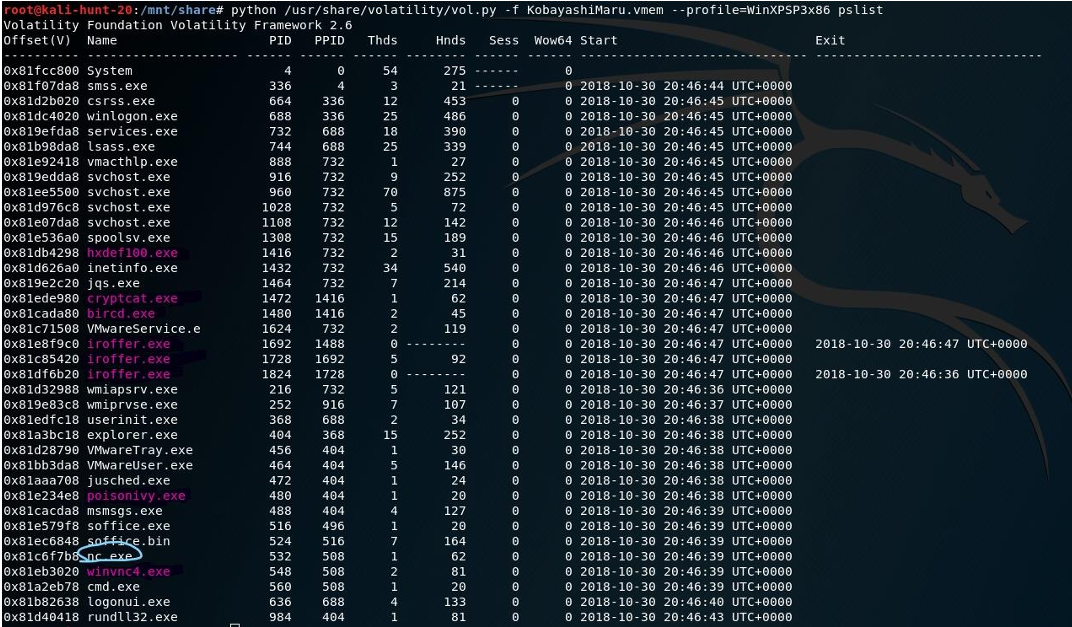 root@kali-hunt-20:/mnt/share# python /usr/share/volatility/vol.py -f KobayashiMaru.vmem --profile=WinXPSP3x86 pslist
Volatility Foundation Volatility Framework 2.6
Offset(V)  Name                    PID   PPID   Thds     Hnds   Sess  Wow64 Start                          Exit
---------- -------------------- ------ ------ ------ -------- ------ ------ ------------------------------ ------------------------------
0x81fcc800 System                    4      0     54      275 ------      0
0x81f07da8 smss.exe                336      4      3       21 ------      0 2018-10-30 20:46:44 UTC+0000
0x81d2b020 csrss.exe               664    336     12      453      0      0 2018-10-30 20:46:45 UTC+0000
0x81dc4020 winlogon.exe            688    336     25      486      0      0 2018-10-30 20:46:45 UTC+0000
0x819efda8 services.exe            732    688     18      390      0      0 2018-10-30 20:46:45 UTC+0000
0x81b98da8 lsass.exe               744    688     25      339      0      0 2018-10-30 20:46:45 UTC+0000
0x81e92418 vmacthlp.exe            888    732      1       27      0      0 2018-10-30 20:46:45 UTC+0000
0x819edda8 svchost.exe             916    732      9      252      0      0 2018-10-30 20:46:45 UTC+0000
0x81ee5500 svchost.exe             960    732     70      875      0      0 2018-10-30 20:46:45 UTC+0000
0x81d976c8 svchost.exe            1028    732      5       72      0      0 2018-10-30 20:46:45 UTC+0000
0x81e07da8 svchost.exe            1108    732     12      142      0      0 2018-10-30 20:46:46 UTC+0000
0x81e536a0 spoolsv.exe            1308    732     15      189      0      0 2018-10-30 20:46:46 UTC+0000
0x81db4298 hxdef100.exe           1416    732      2       31      0      0 2018-10-30 20:46:46 UTC+0000
0x81d626a0 inetinfo.exe           1432    732     34      540      0      0 2018-10-30 20:46:46 UTC+0000
0x819e2c20 jqs.exe                1464    732      7      214      0      0 2018-10-30 20:46:47 UTC+0000
0x81ede980 cryptcat.exe           1472   1416      1       62      0      0 2018-10-30 20:46:47 UTC+0000
0x81cada80 bircd.exe              1480   1416      2       45      0      0 2018-10-30 20:46:47 UTC+0000
0x81c71508 VMwareService.e        1624    732      2      119      0      0 2018-10-30 20:46:47 UTC+0000
0x81e8f9c0 iroffer.exe            1692   1488      0 --------      0      0 2018-10-30 20:46:47 UTC+0000   2018-10-30 20:46:47 UTC+0000
0x81c85420 iroffer.exe            1728   1692      5       92      0      0 2018-10-30 20:46:47 UTC+0000
0x81df6b20 iroffer.exe            1824   1728      0 --------      0      0 2018-10-30 20:46:47 UTC+0000   2018-10-30 20:46:36 UTC+0000
0x81d32988 wmiapsrv.exe            216    732      5      121      0      0 2018-10-30 20:46:36 UTC+0000
0x819e83c8 wmiprvse.exe            252    916      7      107      0      0 2018-10-30 20:46:37 UTC+0000
0x81edfc18 userinit.exe            368    688      2       34      0      0 2018-10-30 20:46:38 UTC+0000
0x81a3bc18 explorer.exe            404    368     15      252      0      0 2018-10-30 20:46:38 UTC+0000
0x81d28790 VMwareTray.exe          456    404      1       30      0      0 2018-10-30 20:46:38 UTC+0000
0x81bb3da8 VMwareUser.exe          464    404      5      146      0      0 2018-10-30 20:46:38 UTC+0000
0x81aaa708 jusched.exe             472    404      1       24      0      0 2018-10-30 20:46:38 UTC+0000
0x81e234e8 poisonivy.exe           480    404      1       20      0      0 2018-10-30 20:46:38 UTC+0000
0x81cacda8 msmsgs.exe              488    404      4      127      0      0 2018-10-30 20:46:38 UTC+0000
0x81e579f8 soffice.exe             516    496      1       20      0      0 2018-10-30 20:46:39 UTC+0000
0x81ec6848 soffice.bin             524    516      7      164      0      0 2018-10-30 20:46:39 UTC+0000
0x81c6f7b8 nc.exe                  532    508      1       62      0      0 2018-10-30 20:46:39 UTC+0000
0x81eb3020 winvnc4.exe             548    508      2       81      0      0 2018-10-30 20:46:39 UTC+0000
0x81a2eb78 cmd.exe                 560    508      1       20      0      0 2018-10-30 20:46:39 UTC+0000
0x81b82638 logonui.exe             636    688      4      133      0      0 2018-10-30 20:46:40 UTC+0000
0x81d40418 rundll32.exe            984    404      1       81      0      0 2018-10-30 20:46:43 UTC+0000